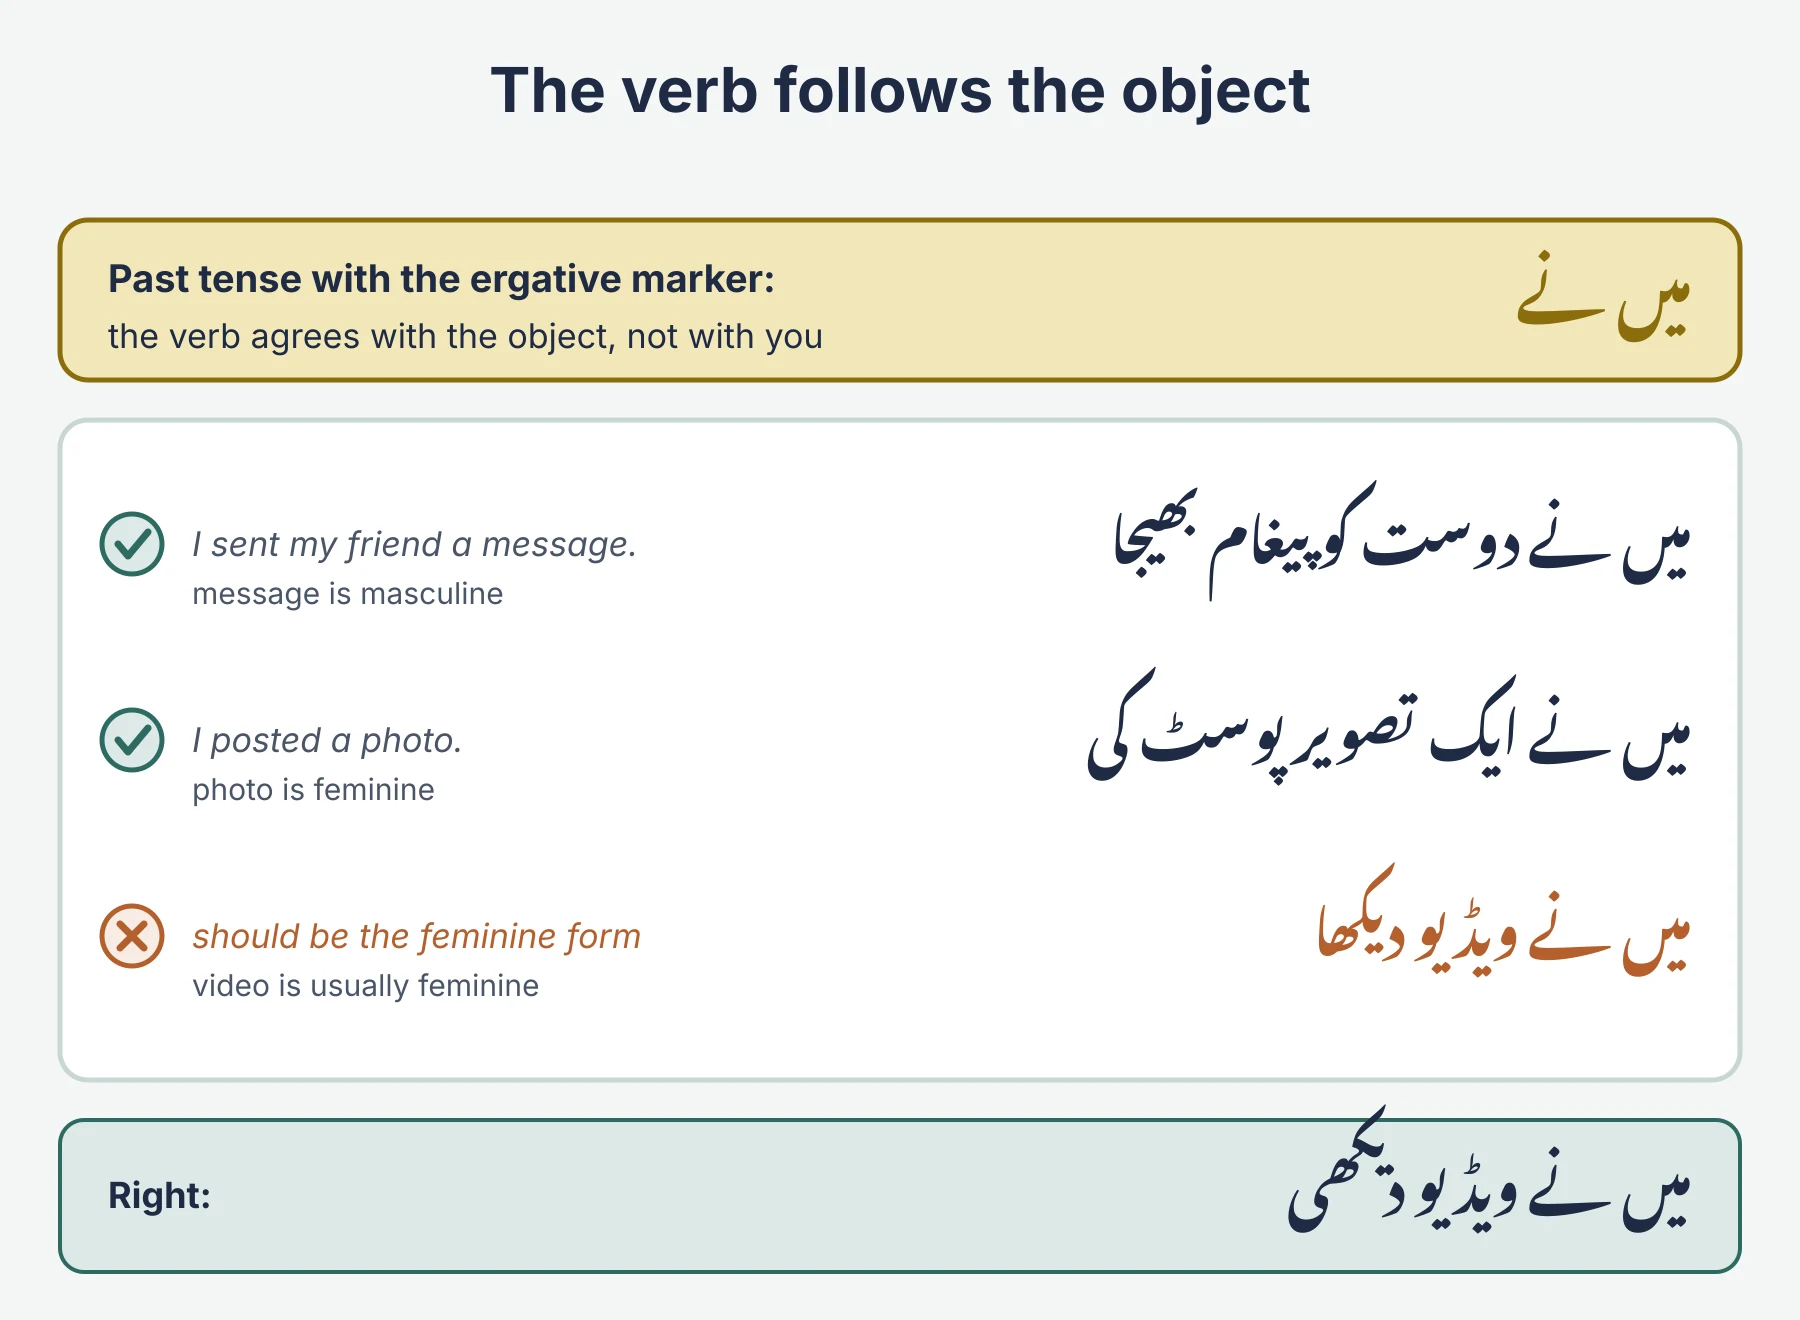 The verb follows the object
Past tense with the ergative marker:
the verb agrees with the object, not with you
میں نے
I sent my friend a message.
message is masculine
میں نے دوست کو پیغام بھیجا
I posted a photo.
photo is feminine
میں نے ایک تصویر پوسٹ کی
should be the feminine form
video is usually feminine
میں نے ویڈیو دیکھا
Right:
میں نے ویڈیو دیکھی